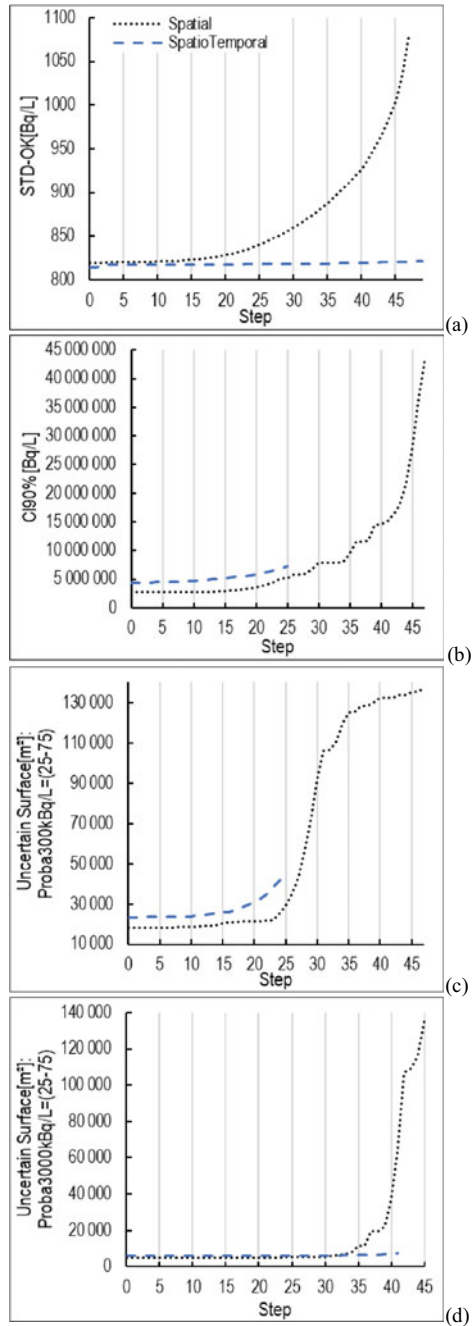 1100
1050
1000
950
900
850
800
STD-OK[Bq/L]
Spatial
SpatioTemporal
0 5 10 15 20 25 30 35 40 45
Step
(a)
45 000 000
40 000 000
35 000 000
30 000 000
25 000 000
20 000 000
15 000 000
10 000 000
5 000 000
0
CI90% [Bq/L]
0 5 10 15 20 25 30 35 40 45
Step
(b)
130 000
110 000
90 000
70 000
50 000
30 000
10 000
Uncertain Surface[m²]:
Proba300kBq/L=(25-75)
0 5 10 15 20 25 30 35 40 45
Step
(c)
140 000
120 000
100 000
80 000
60 000
40 000
20 000
0
Uncertain Surface[m²]:
Proba3000kBq/L=(25-75)
0 5 10 15 20 25 30 35 40 45
Step
(d)